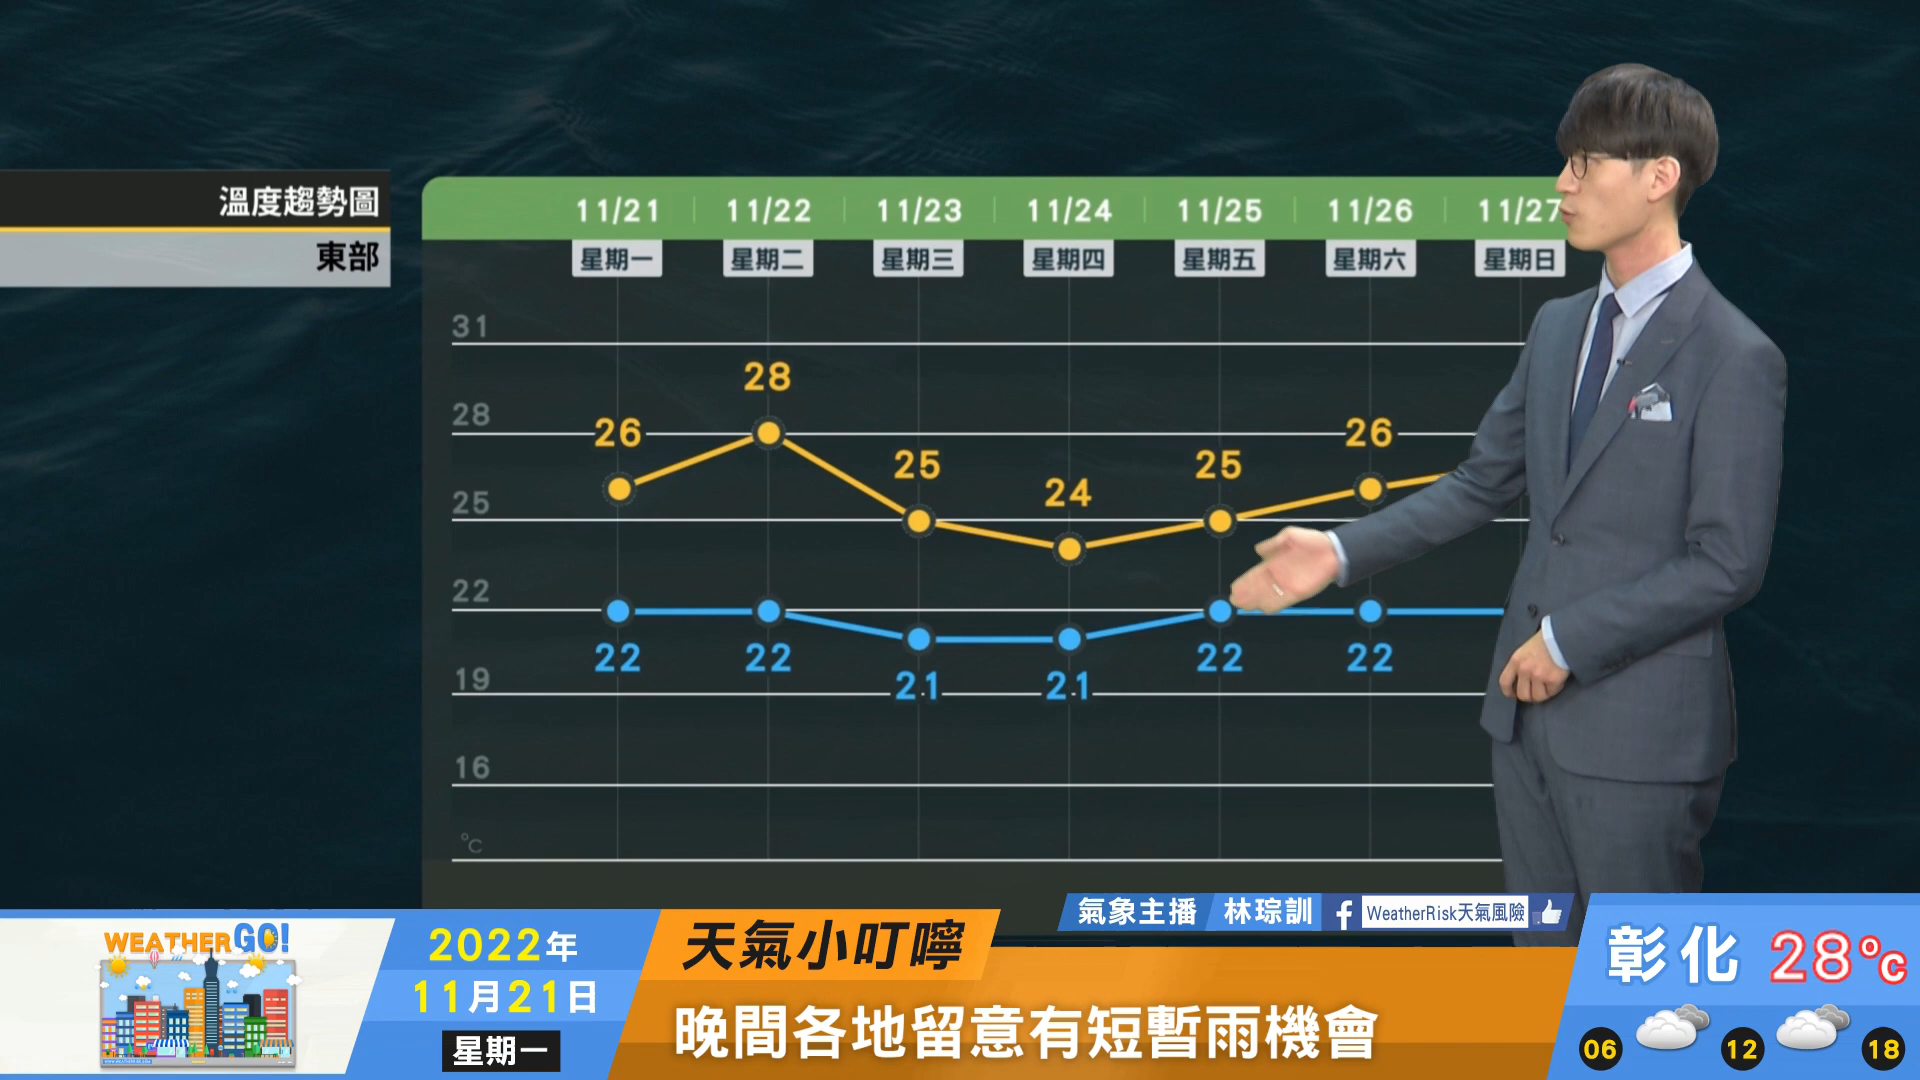 溫度趨勢圖
東部
11/21 11/22 11/23 11/24 11/25 11/26 11/27
星期一 星期二 星期三 星期四 星期五 星期六 星期日
31
28
28
26 26
25 25
24
25
22
22 22 22 22
21 21
19
16
°C
氣象主播 林琮訓 WeatherRisk天氣風險
WEATHER GO!
2022年
11月21日
星期一
天氣小叮嚀
晚間各地留意有短暫雨機會
彰化 28°C
06 12 18